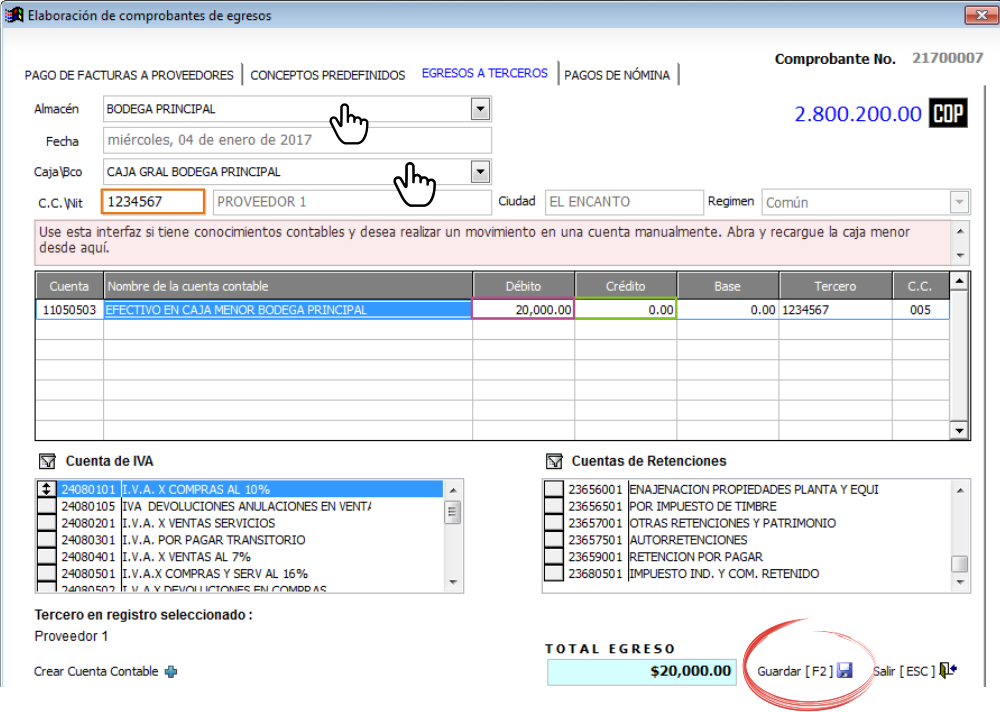 Elaboración de comprobantes de egresos
Comprobante No. 21700007
PAGO DE FACTURAS A PROVEEDORES CONCEPTOS PREDEFINIDOS EGRESOS A TERCEROS PAGOS DE NÓMINA
Almacén BODEGA PRINCIPAL 2.800.200.00 COP
Fecha miércoles, 04 de enero de 2017
Caja\Bco CAJA GRAL BODEGA PRINCIPAL
C.C.\Nit 1234567 PROVEEDOR 1 Ciudad EL ENCANTO Regimen Común
Use esta interfaz si tiene conocimientos contables y desea realizar un movimiento en una cuenta manualmente. Abra y recargue la caja menor
desde aquí.
Cuenta Nombre de la cuenta contable Débito Crédito Base Tercero C.C.
11050503 EFECTIVO EN CAJA MENOR BODEGA PRINCIPAL 20,000.00 0.00 0.00 1234567 005
Cuenta de IVA Cuentas de Retenciones
24080101 I.V.A. X COMPRAS AL 10% 23656001 ENAJENACION PROPIEDADES PLANTA Y EQUI
24080105 IVA DEVOLUCIONES ANULACIONES EN VENTA 23656501 POR IMPUESTO DE TIMBRE
24080201 I.V.A. X VENTAS SERVICIOS 23657001 OTRAS RETENCIONES Y PATRIMONIO
24080301 I.V.A. POR PAGAR TRANSITORIO 23657501 AUTORRETENCIONES
24080401 I.V.A. X VENTAS AL 7% 23659001 RETENCION POR PAGAR
24080501 I.V.A.X COMPRAS Y SERV AL 16% 23680501 IMPUESTO IND. Y COM. RETENIDO
24080502 I.V.A X DEVOLUCIONES EN COMPRAS
Tercero en registro seleccionado :
Proveedor 1
TOTAL EGRESO
Crear Cuenta Contable $20,000.00 Guardar [ F2 ] Salir [ ESC ]